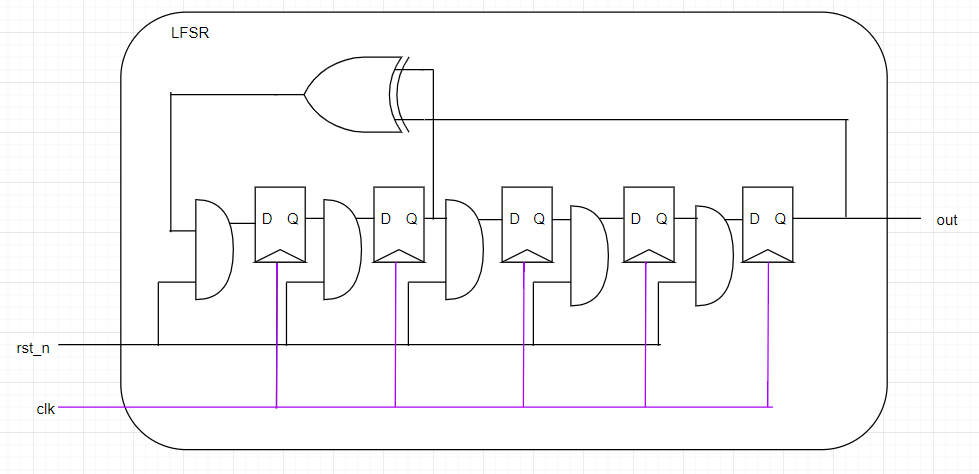 LFSR
D Q D Q D Q D Q D Q
out
rst_n
clk